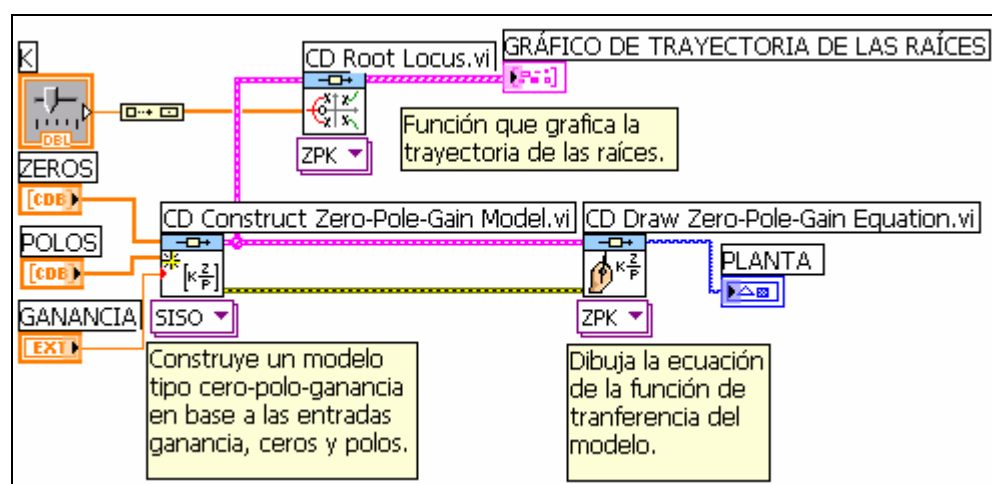 K
CD Root Locus.vi
GRÁFICO DE TRAYECTORIA DE LAS RAÍCES
DBL
ZPK
Función que grafica la
trayectoria de las raíces.
ZEROS
[CDB]
POLOS
[CDB]
GANANCIA
EXT
CD Construct Zero-Pole-Gain Model.vi
K Z/P
SISO
Construye un modelo
tipo cero-polo-ganancia
en base a las entradas
ganancia, ceros y polos.
CD Draw Zero-Pole-Gain Equation.vi
K Z/P
ZPK
PLANTA
Dibuja la ecuación
de la función de
tranferencia del
modelo.